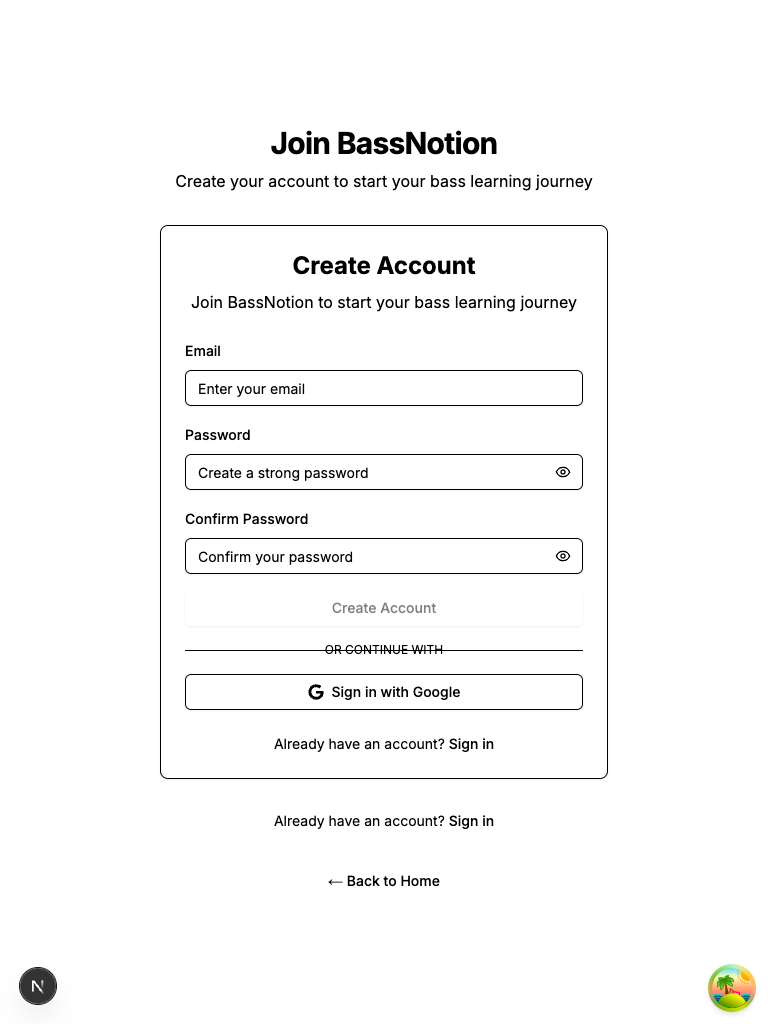 Join BassNotion
Create your account to start your bass learning journey
Create Account
Join BassNotion to start your bass learning journey
Email
Enter your email
Password
Create a strong password
Confirm Password
Confirm your password
Create Account
OR CONTINUE WITH
Sign in with Google
Already have an account? Sign in
Already have an account? Sign in
← Back to Home
N